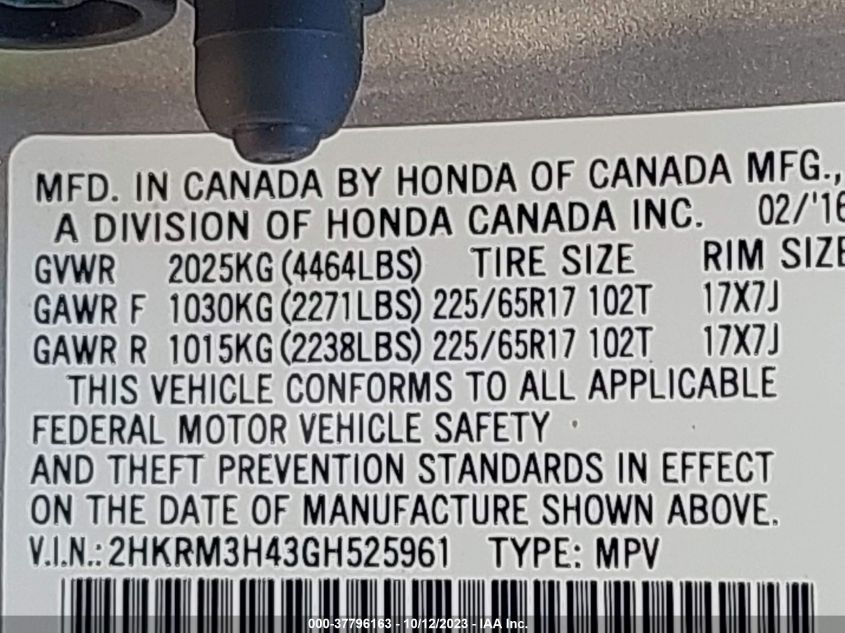 MFD. IN CANADA BY HONDA OF CANADA MFG.,
A DIVISION OF HONDA CANADA INC. 02/'16
GVWR 2025KG (4464LBS) TIRE SIZE RIM SIZE
GAWR F 1030KG (2271LBS) 225/65R17 102T 17X7J
GAWR R 1015KG (2238LBS) 225/65R17 102T 17X7J
THIS VEHICLE CONFORMS TO ALL APPLICABLE
FEDERAL MOTOR VEHICLE SAFETY
AND THEFT PREVENTION STANDARDS IN EFFECT
ON THE DATE OF MANUFACTURE SHOWN ABOVE.
V.I.N.: 2HKRM3H43GH525961 TYPE: MPV
000-37796163 - 10/12/2023 - IAA Inc.